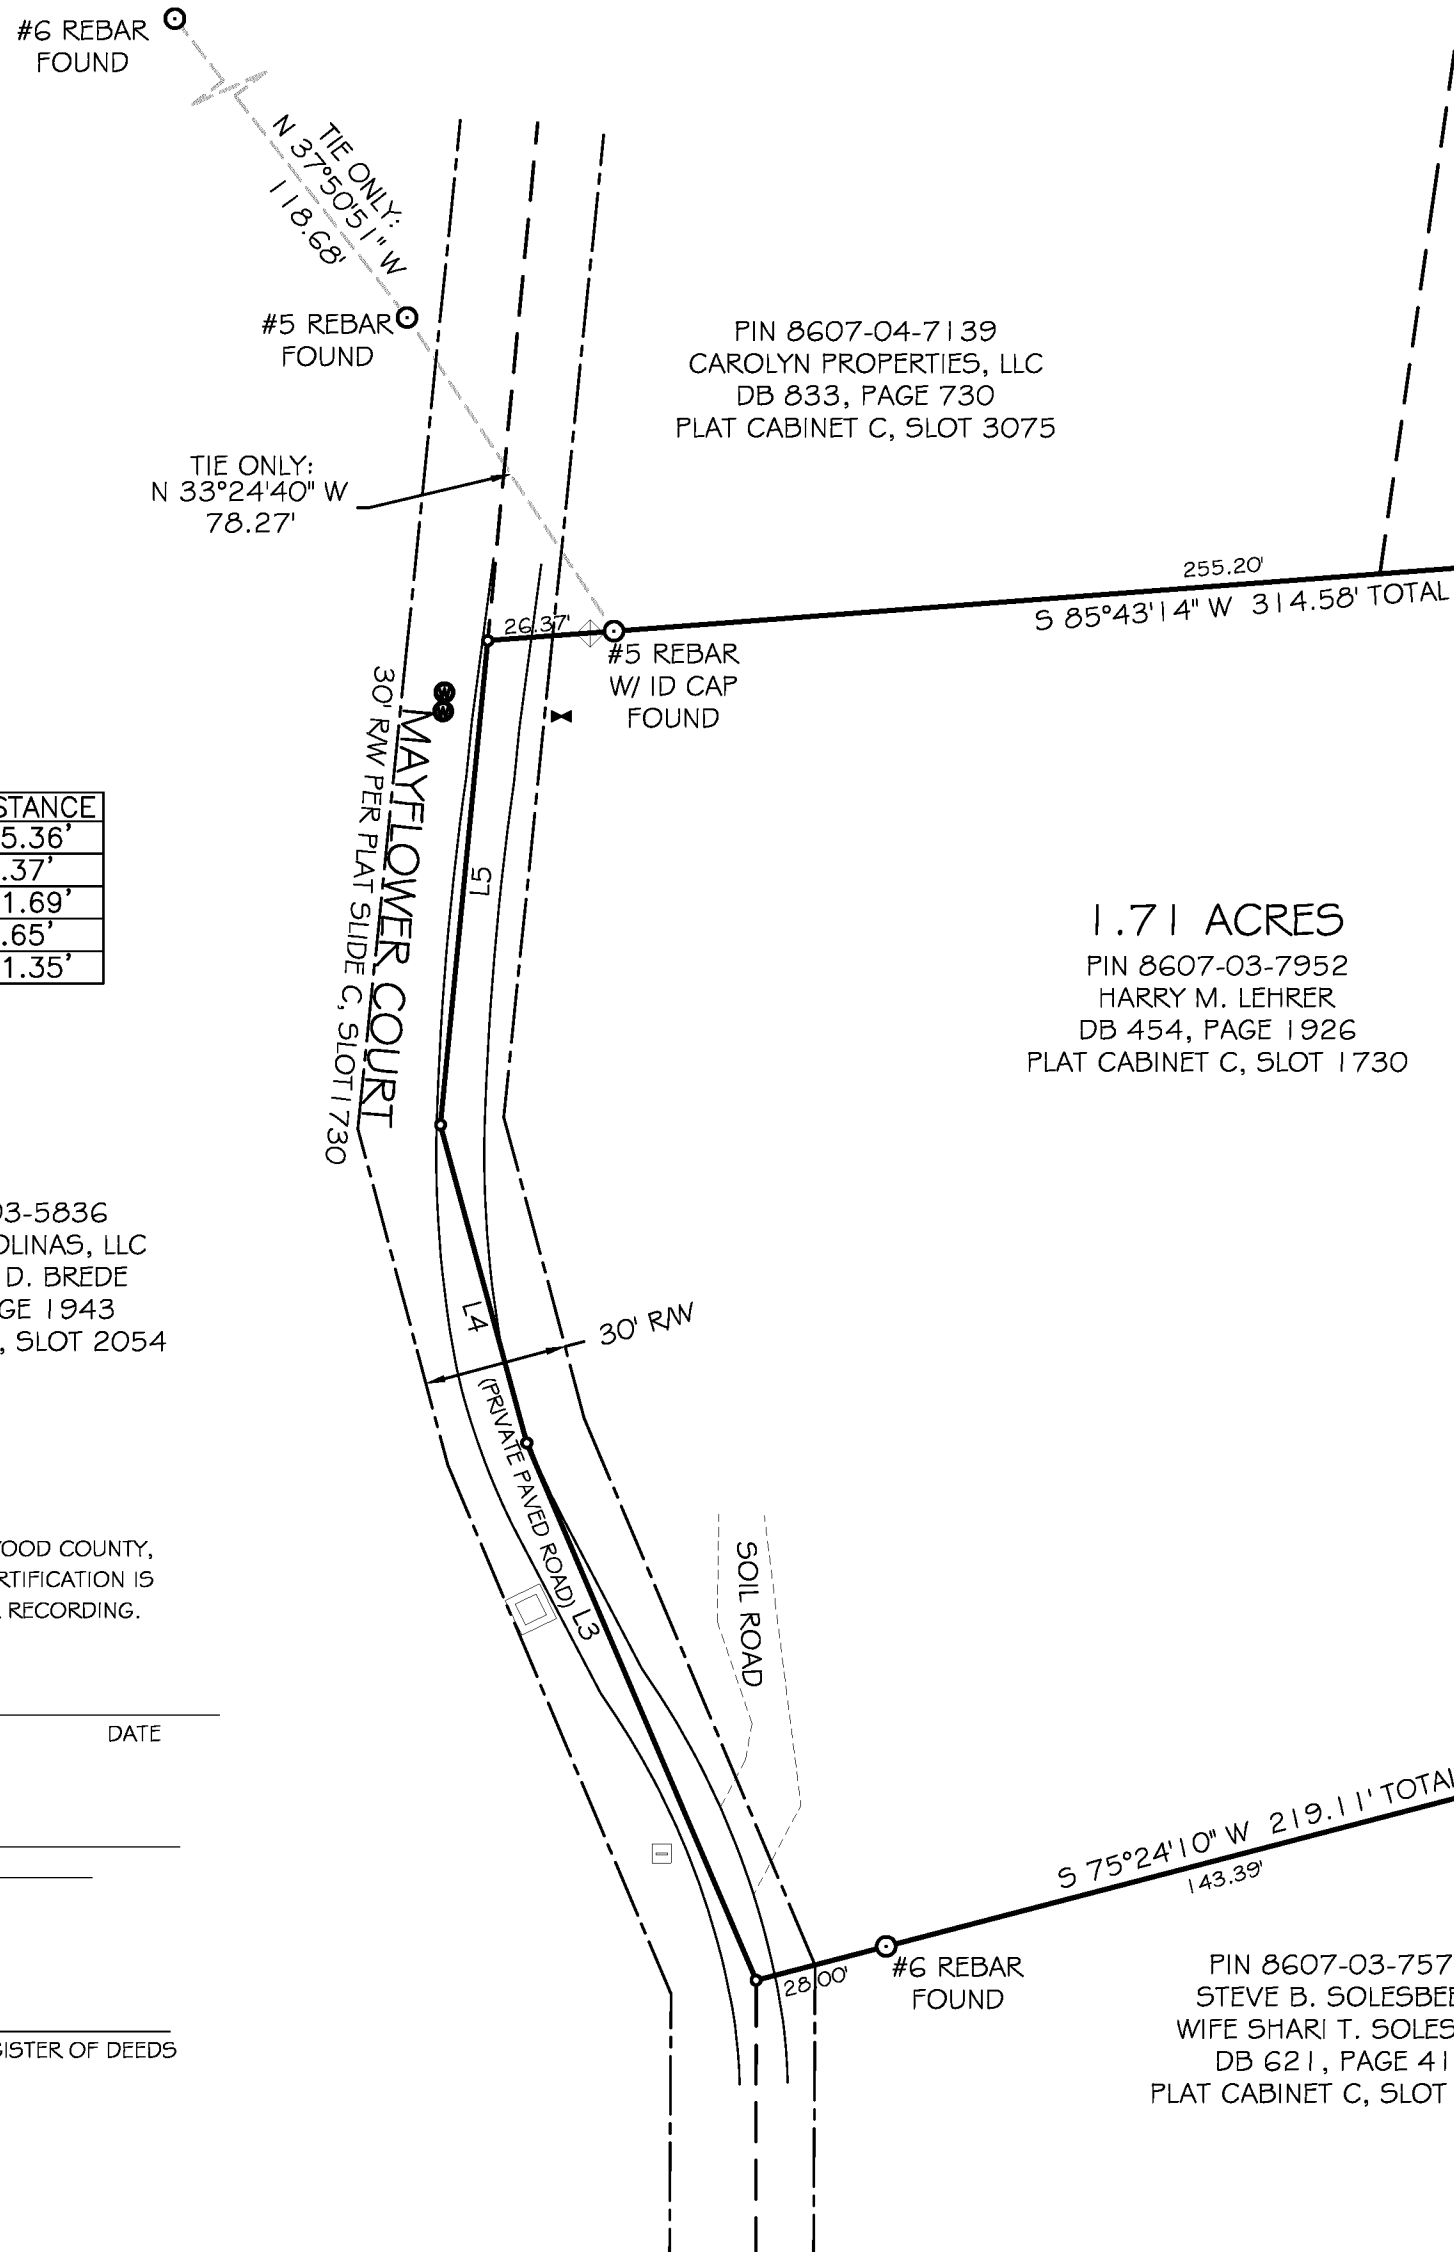 #6 REBAR
FOUND
TIE ONLY:
N 37°50'51" W
118.68'
#5 REBAR
FOUND
PIN 8607-04-7139
CAROLYN PROPERTIES, LLC
DB 833, PAGE 730
PLAT CABINET C, SLOT 3075
TIE ONLY:
N 33°24'40" W
78.27'
255.20'
S 85°43'14" W 314.58' TOTAL
26.37'
#5 REBAR
W/ ID CAP
FOUND
MAYFLOWER COURT
30' R/W PER PLAT SLIDE C, SLOT1730
L5
STANCE
5.36'
.37'
1.69'
.65'
1.35'
1.71 ACRES
PIN 8607-03-7952
HARRY M. LEHRER
DB 454, PAGE 1926
PLAT CABINET C, SLOT 1730
03-5836
OLINAS, LLC
D. BREDE
GE 1943
, SLOT 2054
L4
30' R/W
(PRIVATE PAVED ROAD)
L3
SOIL ROAD
OOD COUNTY,
RTIFICATION IS
RECORDING.
DATE
S 75°24'10" W 219.11' TOTAL
143.39'
28.00'
#6 REBAR
FOUND
PIN 8607-03-757
STEVE B. SOLESBEE
WIFE SHARI T. SOLES
DB 621, PAGE 41
PLAT CABINET C, SLOT
GISTER OF DEEDS